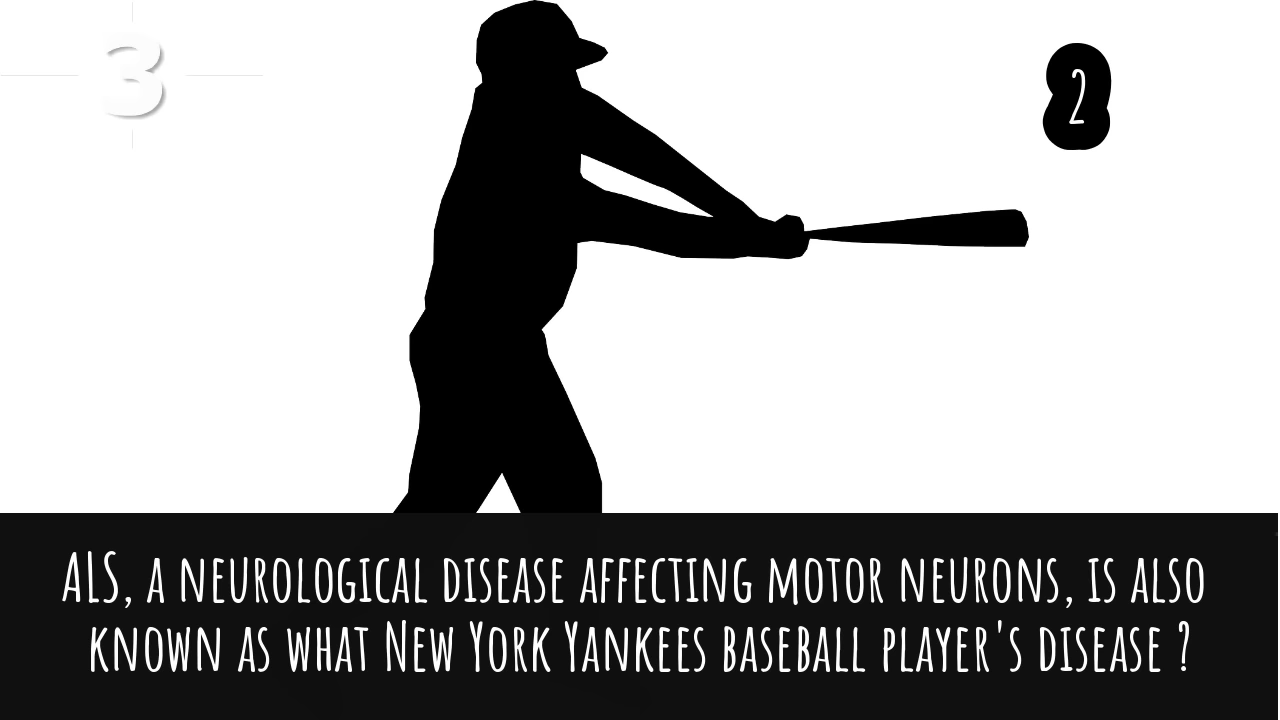 3
2
ALS, a neurological disease affecting motor neurons, is also
known as what New York Yankees baseball player's disease ?